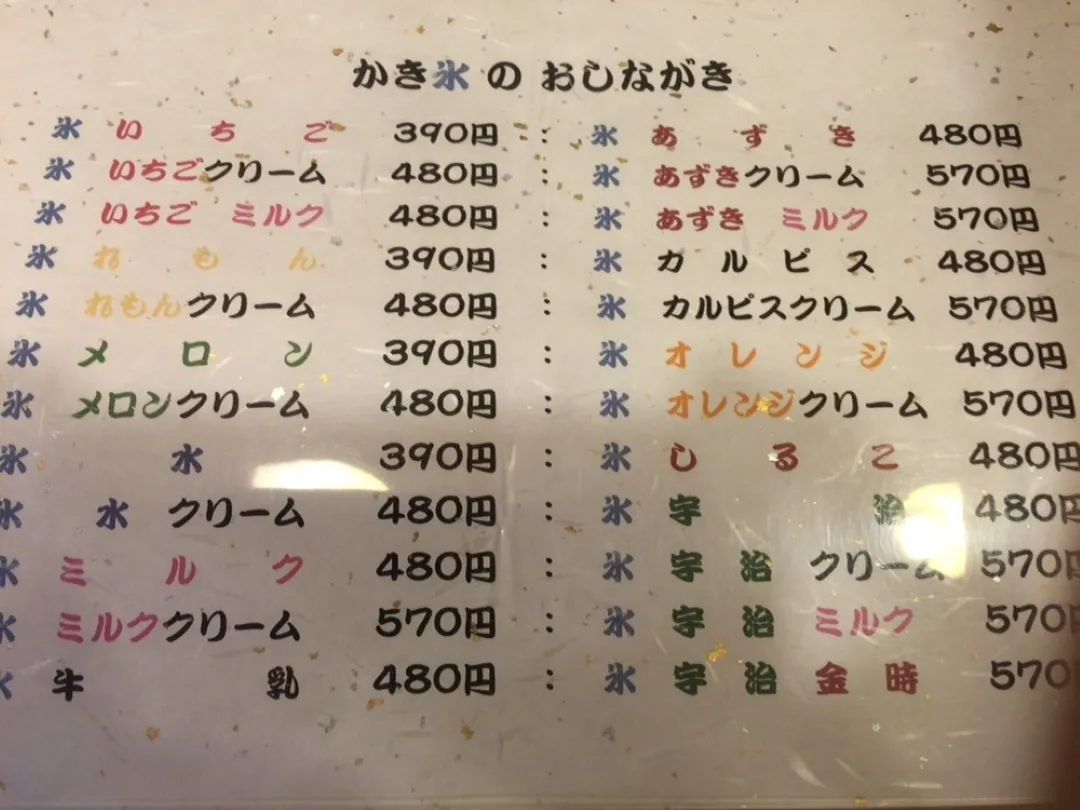 かき氷 の おしながき
氷 いちご 390円 : 氷 あずき 480円
氷 いちごクリーム 480円 : 氷 あずきクリーム 570円
氷 いちご ミルク 480円 : 氷 あずき ミルク 570円
氷 れもん 390円 : 氷 カルピス 480円
氷 れもんクリーム 480円 : 氷 カルピスクリーム 570円
氷 メロン 390円 : 氷 オレンジ 480円
氷 メロンクリーム 480円 : 氷 オレンジクリーム 570円
氷 水 390円 : 氷 しるこ 480円
氷 水 クリーム 480円 : 氷 宇治 480円
氷 ミルク 480円 : 氷 宇治 クリーム 570円
氷 ミルククリーム 570円 : 氷 宇治 ミルク 570円
氷 牛乳 480円 : 氷 宇治 金時 570